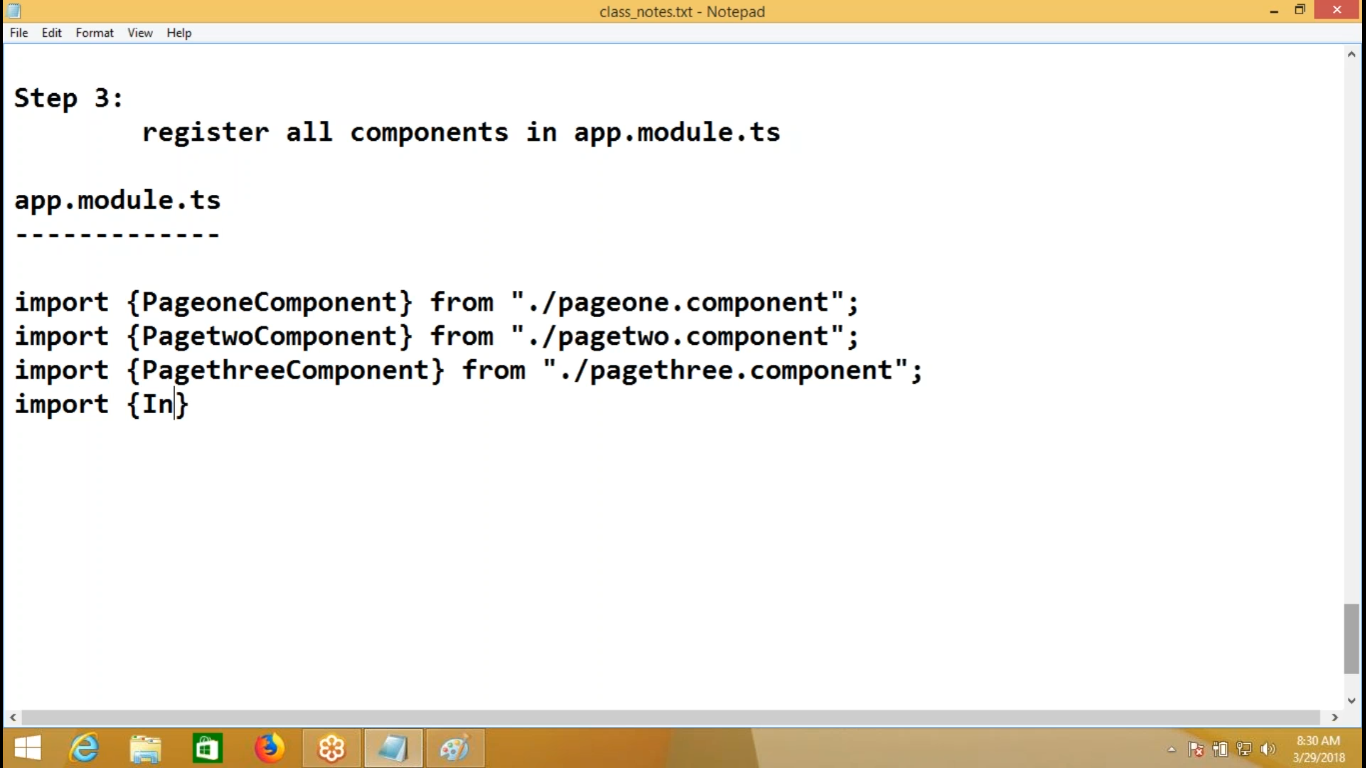 class_notes.txt - Notepad
File Edit Format View Help
Step 3:
register all components in app.module.ts
app.module.ts
-------------
import {PageoneComponent} from "./pageone.component";
import {PagetwoComponent} from "./pagetwo.component";
import {PagethreeComponent} from "./pagethree.component";
import {In}
8:30 AM
3/29/2018